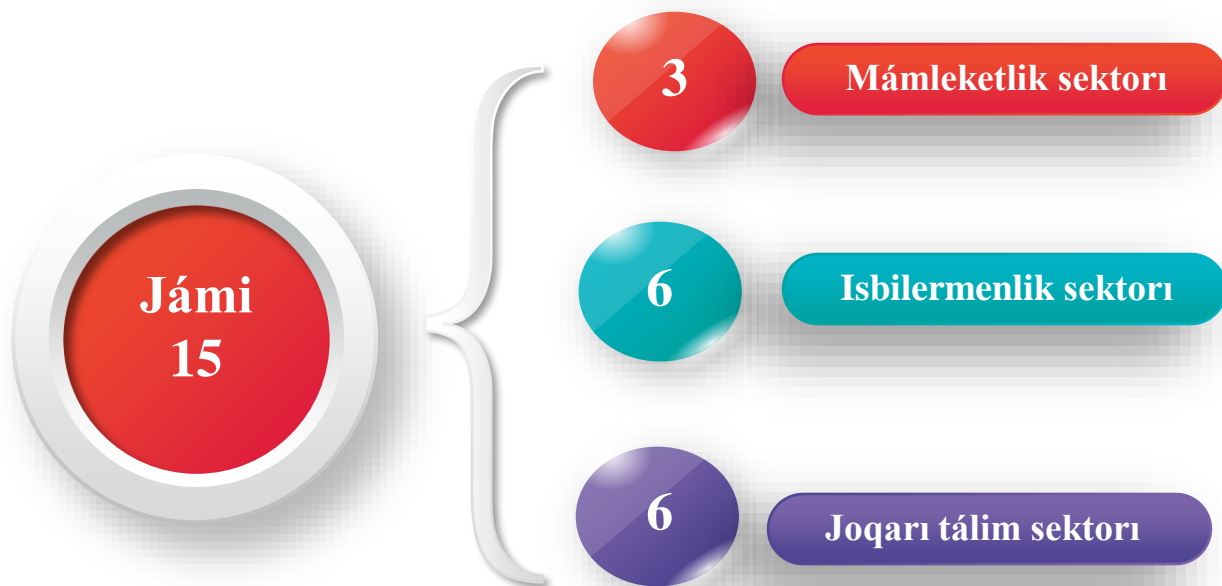 Jámi
15
3
Mámleketlik sektorı
6
Isbilermenlik sektorı
6
Joqarı tálim sektorı